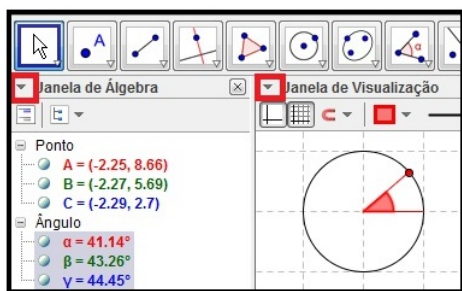 A
α
Janela de Álgebra
Janela de Visualização
Ponto
A = (-2.25, 8.66)
B = (-2.27, 5.69)
C = (-2.29, 2.7)
Ângulo
α = 41.14°
β = 43.26°
γ = 44.45°